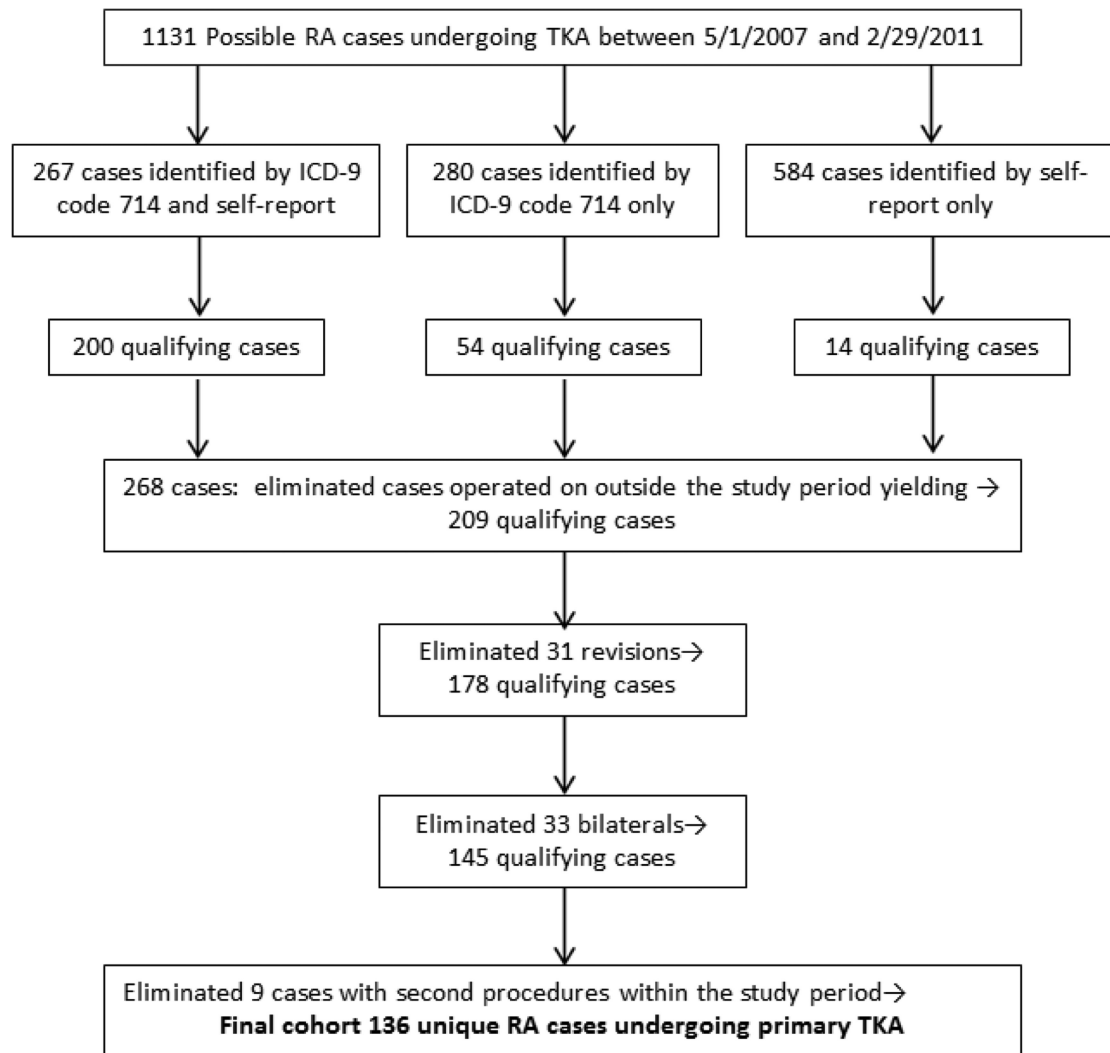 1131 Possible RA cases undergoing TKA between 5/1/2007 and 2/29/2011
267 cases identified by ICD-9
code 714 and self-report
280 cases identified by
ICD-9 code 714 only
584 cases identified by self-
report only
200 qualifying cases
54 qualifying cases
14 qualifying cases
268 cases:  eliminated cases operated on outside the study period yielding →
209 qualifying cases
Eliminated 31 revisions→
178 qualifying cases
Eliminated 33 bilaterals→
145 qualifying cases
Eliminated 9 cases with second procedures within the study period→
Final cohort 136 unique RA cases undergoing primary TKA